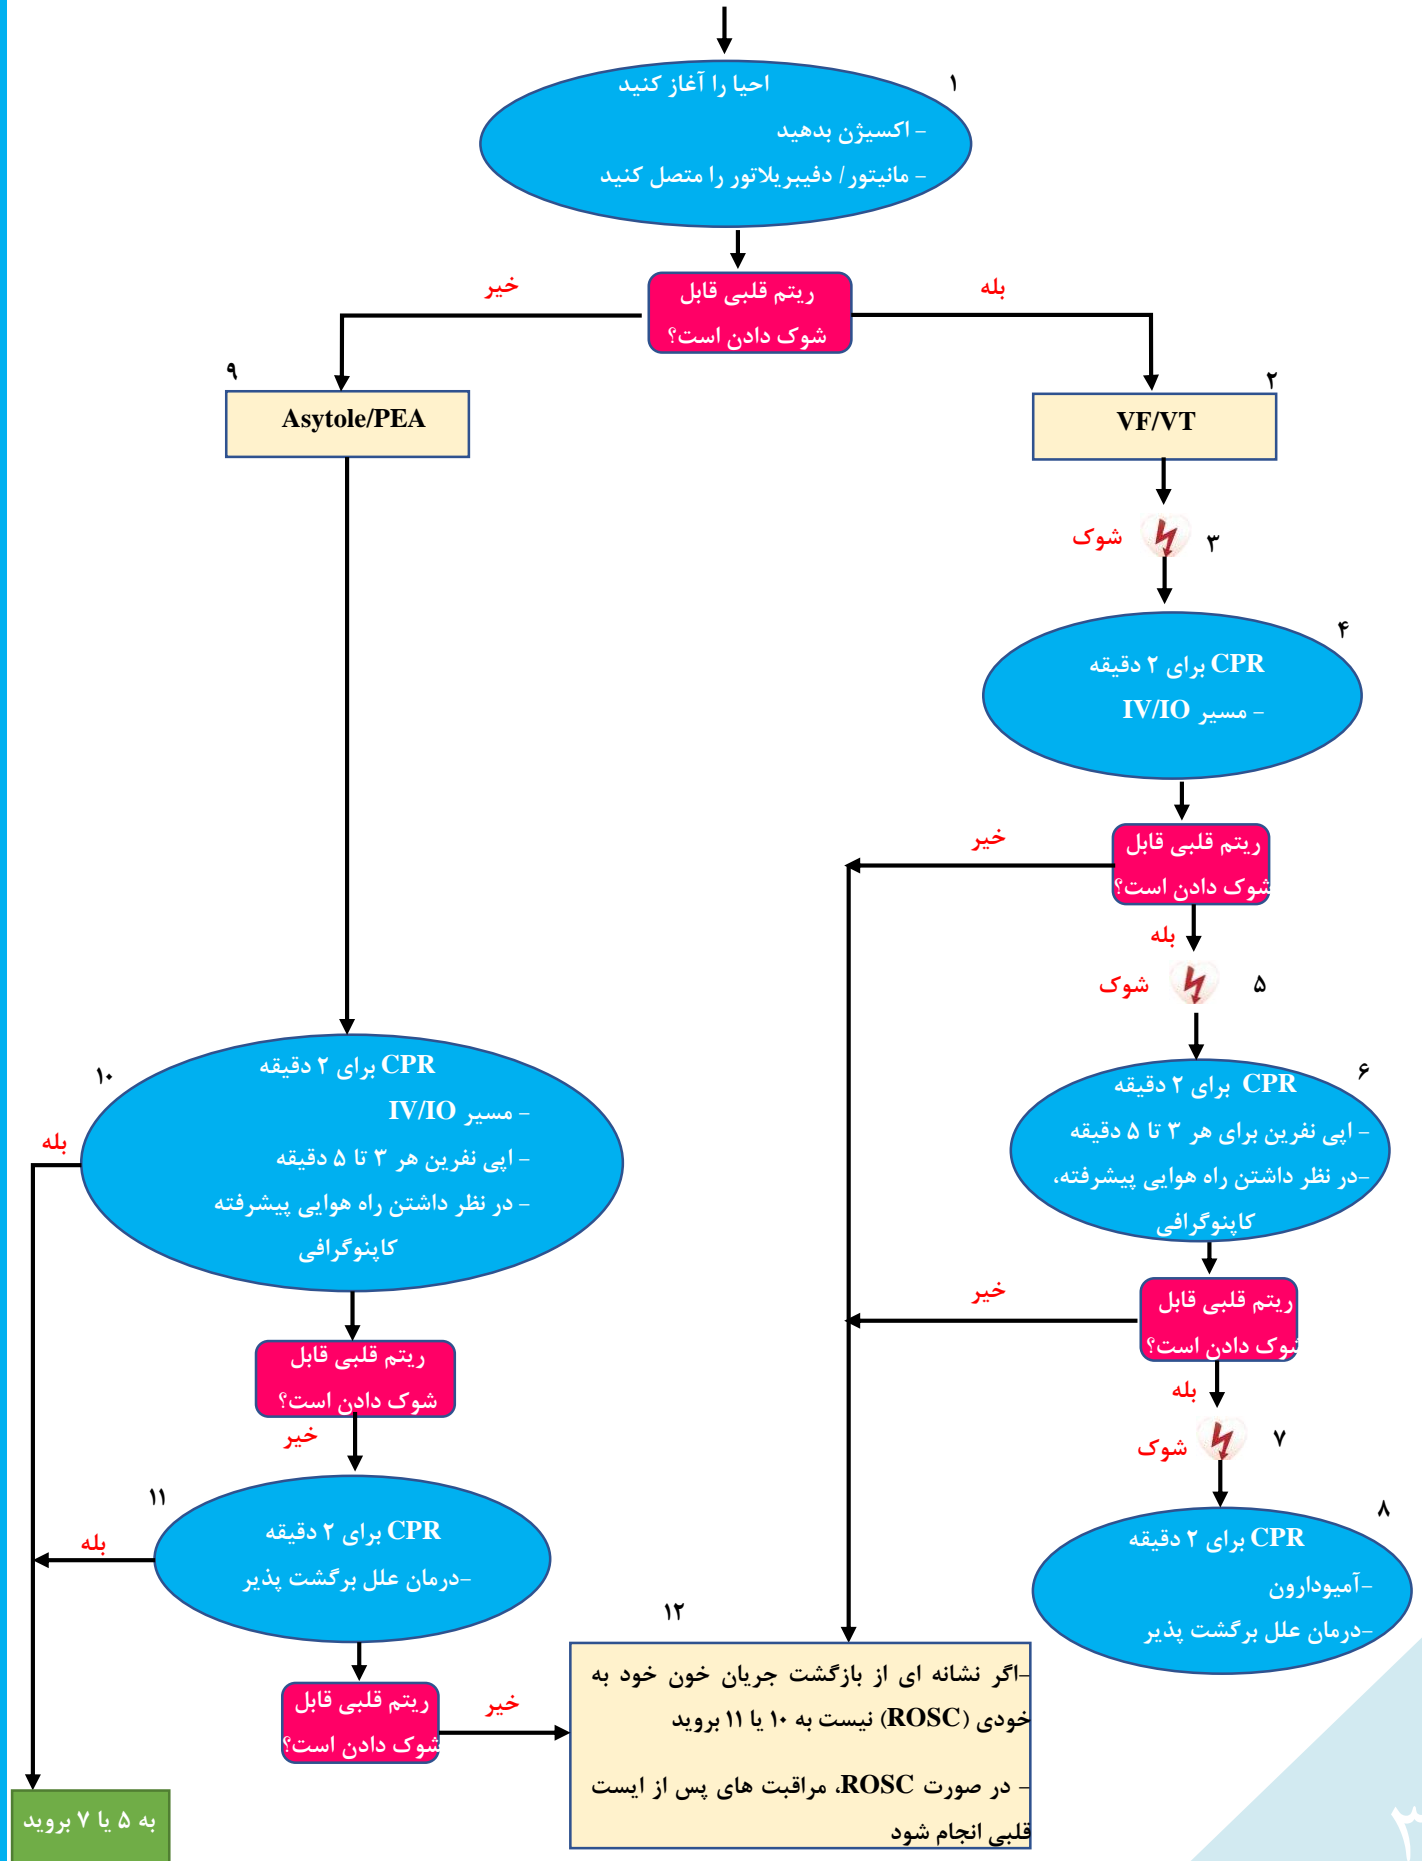 ۱
احیا را آغاز کنید
- اکسیژن بدهید
- مانیتور/ دفیبریلاتور را متصل کنید
ریتم قلبی قابل
شوک دادن است؟
بله
خیر
۲
VF/VT
۹
Asytole/PEA
۳
شوک
۴
CPR برای ۲ دقیقه
- مسیر IV/IO
ریتم قلبی قابل
شوک دادن است؟
خیر
بله
۵
شوک
۶
CPR برای ۲ دقیقه
- اپی نفرین برای هر ۳ تا ۵ دقیقه
-در نظر داشتن راه هوایی پیشرفته،
کاپنوگرافی
ریتم قلبی قابل
شوک دادن است؟
خیر
بله
۷
شوک
۸
CPR برای ۲ دقیقه
-آمیودارون
-درمان علل برگشت پذیر
۱۰
CPR برای ۲ دقیقه
- مسیر IV/IO
- اپی نفرین هر ۳ تا ۵ دقیقه
- در نظر داشتن راه هوایی پیشرفته
کاپنوگرافی
بله
ریتم قلبی قابل
شوک دادن است؟
خیر
۱۱
CPR برای ۲ دقیقه
-درمان علل برگشت پذیر
بله
ریتم قلبی قابل
شوک دادن است؟
خیر
۱۲
-اگر نشانه ای از بازگشت جریان خون خود به
خودی (ROSC) نیست به ۱۰ یا ۱۱ بروید
- در صورت ROSC، مراقبت های پس از ایست
قلبی انجام شود
به ۵ یا ۷ بروید
۳